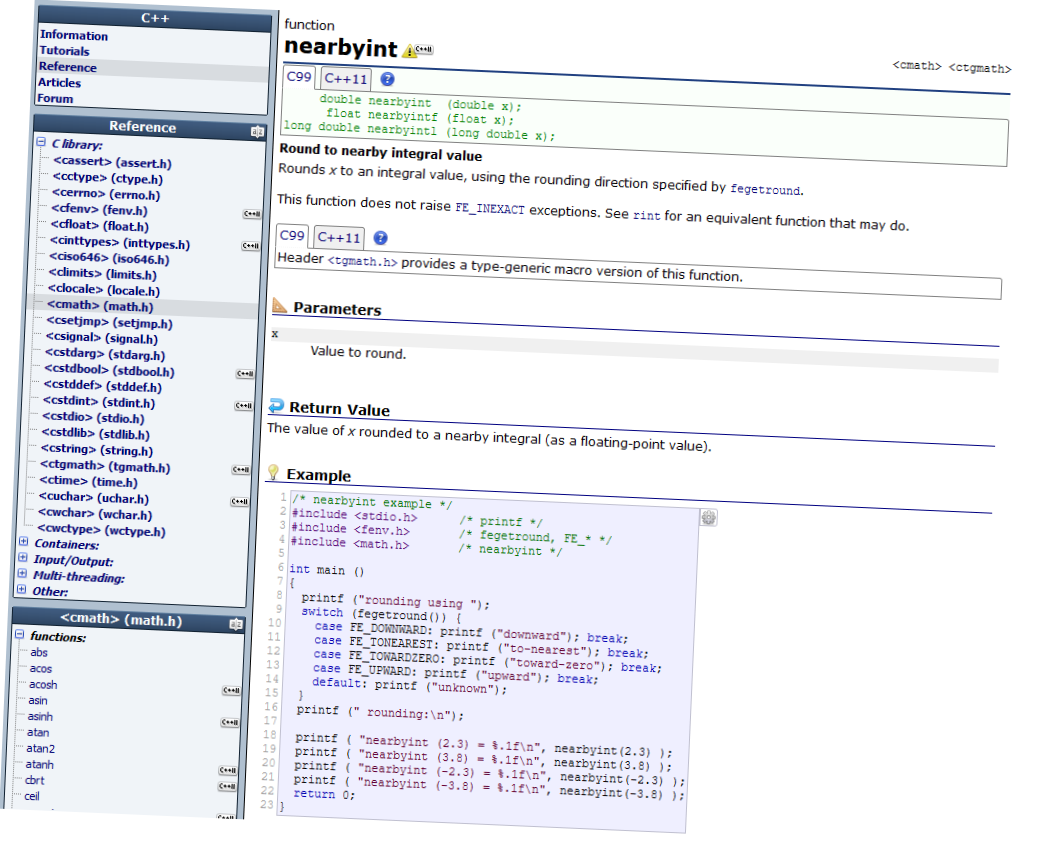 C++
Information
Tutorials
Reference
Articles
Forum
Reference
C library:
<cassert> (assert.h)
<cctype> (ctype.h)
<cerrno> (errno.h)
<cfenv> (fenv.h)
<cfloat> (float.h)
<cinttypes> (inttypes.h)
<ciso646> (iso646.h)
<climits> (limits.h)
<clocale> (locale.h)
<cmath> (math.h)
<csetjmp> (setjmp.h)
<csignal> (signal.h)
<cstdarg> (stdarg.h)
<cstdbool> (stdbool.h)
<cstddef> (stddef.h)
<cstdint> (stdint.h)
<cstdio> (stdio.h)
<cstdlib> (stdlib.h)
<cstring> (string.h)
<ctgmath> (tgmath.h)
<ctime> (time.h)
<cuchar> (uchar.h)
<cwchar> (wchar.h)
<cwctype> (wctype.h)
Containers:
Input/Output:
Multi-threading:
Other:
<cmath> (math.h)
functions:
abs
acos
acosh
asin
asinh
atan
atan2
atanh
cbrt
ceil
function
nearbyint
<cmath> <ctgmath>
C99 C++11 ?
double nearbyint (double x);
float nearbyintf (float x);
long double nearbyintl (long double x);
Round to nearby integral value
Rounds x to an integral value, using the rounding direction specified by fegetround.
This function does not raise FE_INEXACT exceptions. See rint for an equivalent function that may do.
C99 C++11 ?
Header <tgmath.h> provides a type-generic macro version of this function.
Parameters
x
Value to round.
Return Value
The value of x rounded to a nearby integral (as a floating-point value).
Example
1 /* nearbyint example */
2 #include <stdio.h> /* printf */
3 #include <fenv.h> /* fegetround, FE_* */
4 #include <math.h> /* nearbyint */
5
6 int main ()
7 {
8 printf ("rounding using ");
9 switch (fegetround()) {
10 case FE_DOWNWARD: printf ("downward"); break;
11 case FE_TONEAREST: printf ("to-nearest"); break;
12 case FE_TOWARDZERO: printf ("toward-zero"); break;
13 case FE_UPWARD: printf ("upward"); break;
14 default: printf ("unknown");
15 }
16 printf (" rounding:\n");
17
18 printf ( "nearbyint (2.3) = %.1f\n", nearbyint(2.3) );
19 printf ( "nearbyint (3.8) = %.1f\n", nearbyint(3.8) );
20 printf ( "nearbyint (-2.3) = %.1f\n", nearbyint(-2.3) );
21 printf ( "nearbyint (-3.8) = %.1f\n", nearbyint(-3.8) );
22 return 0;
23 }